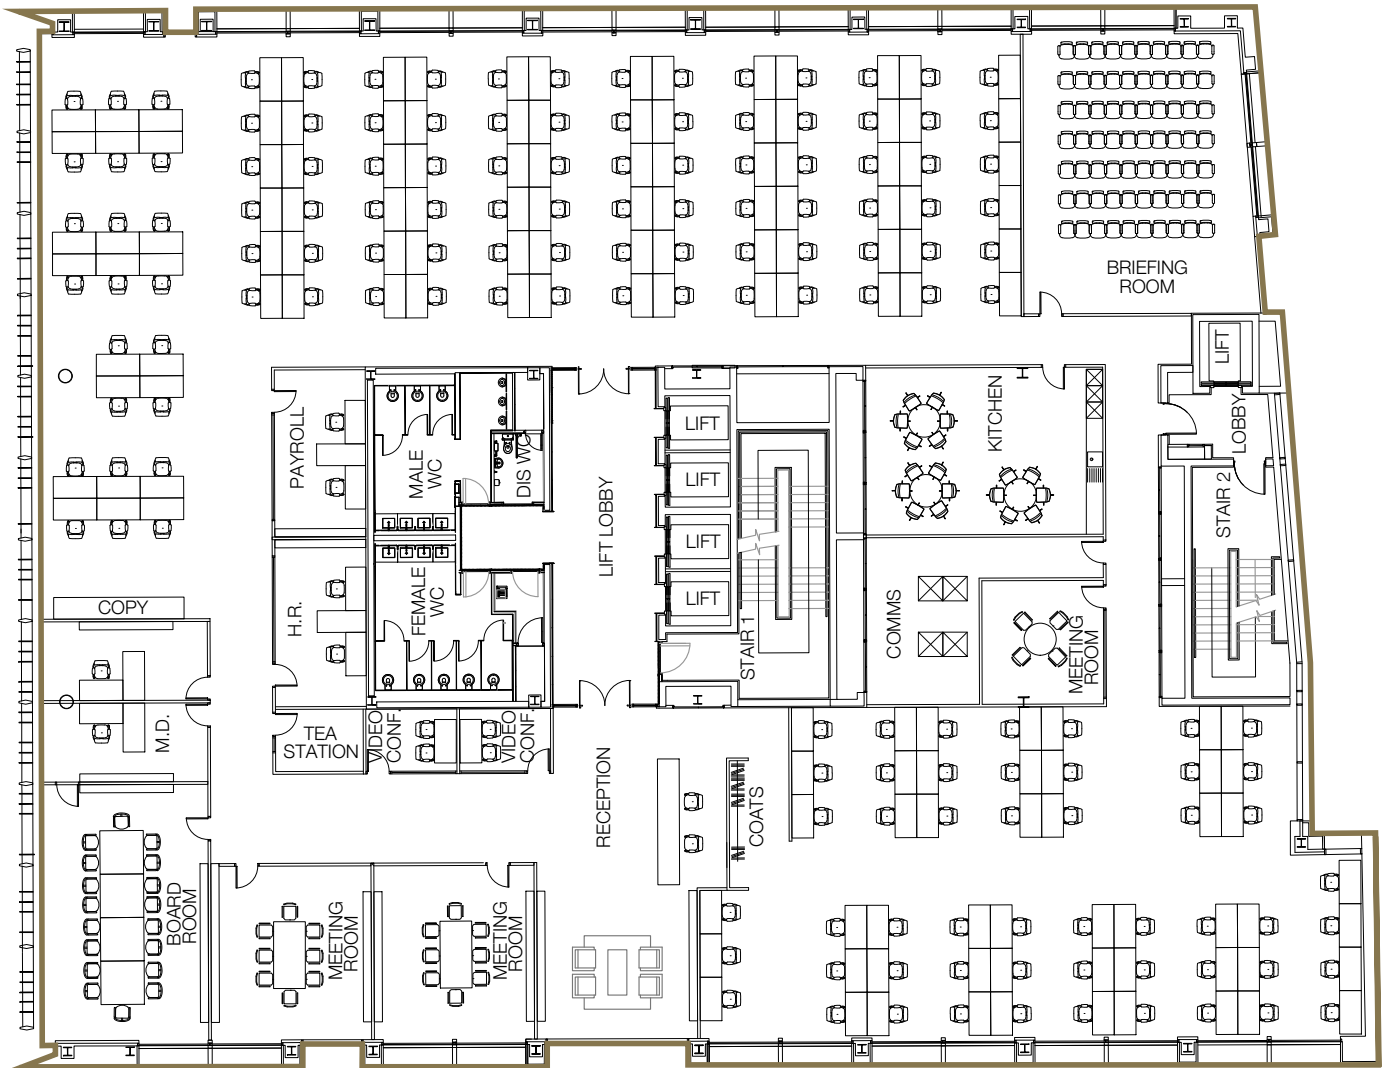 BRIEFING
ROOM
LIFT
LOBBY
STAIR 2
KITCHEN
LIFT
LIFT
LIFT
LIFT
LIFT LOBBY
STAIR 1
PAYROLL
MALE
WC
DIS WC
H.R.
FEMALE
WC
COMMS
MEETING
ROOM
COPY
M.D.
TEA
STATION
VIDEO
CONF.
VIDEO
CONF.
RECEPTION
COATS
BOARD
ROOM
MEETING
ROOM
MEETING
ROOM